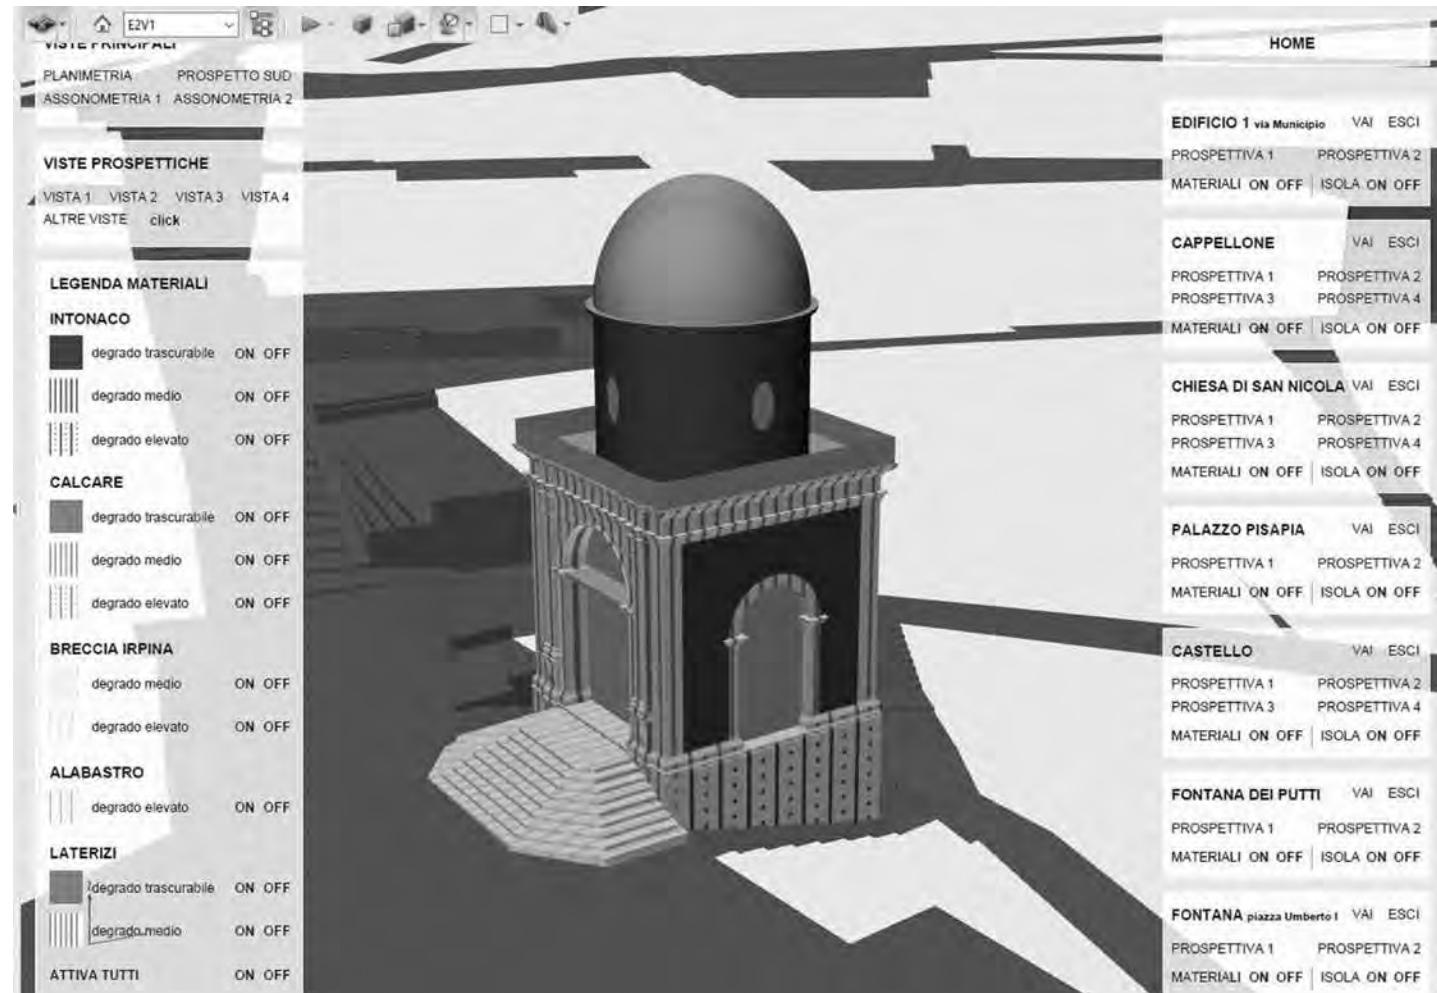 E2V1
VISTE PRINCIPALI
PLANIMETRIA PROSPETTO SUD
ASSONOMETRIA 1 ASSONOMETRIA 2
VISTE PROSPETTICHE
VISTA 1 VISTA 2 VISTA 3 VISTA 4
ALTRE VISTE click
LEGENDA MATERIALI
INTONACO
degrado trascurabile ON OFF
degrado medio ON OFF
degrado elevato ON OFF
CALCARE
degrado trascurabile ON OFF
degrado medio ON OFF
degrado elevato ON OFF
BRECCIA IRPINA
degrado medio ON OFF
degrado elevato ON OFF
ALABASTRO
degrado elevato ON OFF
LATERIZI
degrado trascurabile ON OFF
degrado medio ON OFF
ATTIVA TUTTI ON OFF
HOME
EDIFICIO 1 via Municipio VAI ESCI
PROSPETTIVA 1 PROSPETTIVA 2
MATERIALI ON OFF | ISOLA ON OFF
CAPPELLONE VAI ESCI
PROSPETTIVA 1 PROSPETTIVA 2
PROSPETTIVA 3 PROSPETTIVA 4
MATERIALI ON OFF | ISOLA ON OFF
CHIESA DI SAN NICOLA VAI ESCI
PROSPETTIVA 1 PROSPETTIVA 2
PROSPETTIVA 3 PROSPETTIVA 4
MATERIALI ON OFF | ISOLA ON OFF
PALAZZO PISAPIA VAI ESCI
PROSPETTIVA 1 PROSPETTIVA 2
MATERIALI ON OFF | ISOLA ON OFF
CASTELLO VAI ESCI
PROSPETTIVA 1 PROSPETTIVA 2
PROSPETTIVA 3 PROSPETTIVA 4
MATERIALI ON OFF | ISOLA ON OFF
FONTANA DEI PUTTI VAI ESCI
PROSPETTIVA 1 PROSPETTIVA 2
MATERIALI ON OFF | ISOLA ON OFF
FONTANA piazza Umberto I VAI ESCI
PROSPETTIVA 1 PROSPETTIVA 2
MATERIALI ON OFF | ISOLA ON OFF